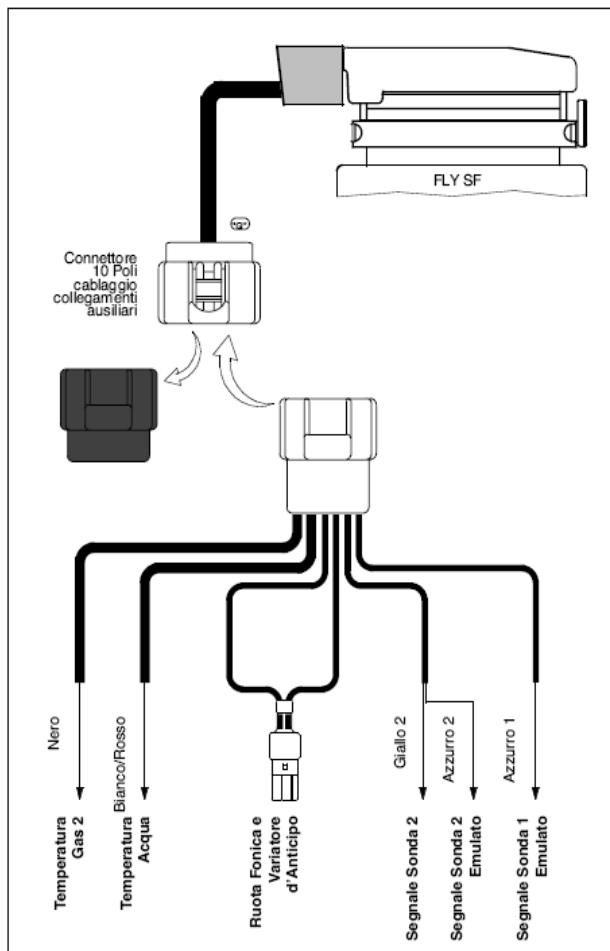 FLY SF
Connettore
10 Poli
cablaggio
collegamenti
ausiliari
Nero
Temperatura
Gas 2
Bianco/Rosso
Temperatura
Acqua
Ruota Fonica e
Variatore
d'Anticipo
Giallo 2
Segnale Sonda 2
Azzurro 2
Segnale Sonda 2
Emulato
Azzurro 1
Segnale Sonda 1
Emulato